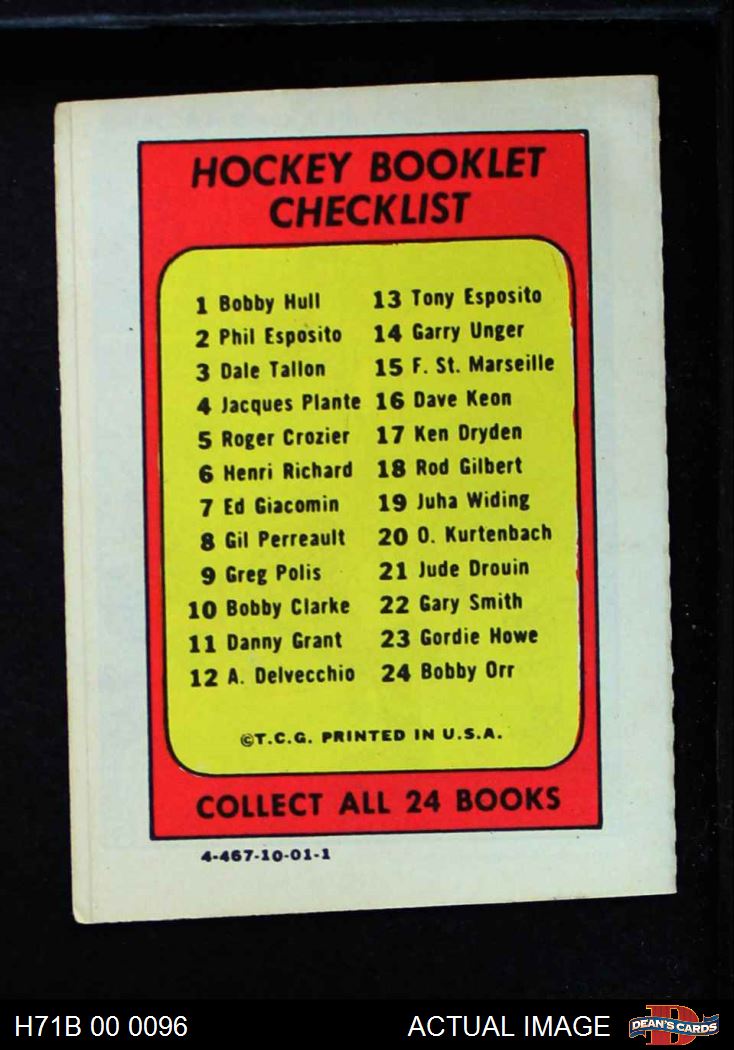 HOCKEY BOOKLET
CHECKLIST
1 Bobby Hull
2 Phil Esposito
3 Dale Tallon
4 Jacques Plante
5 Roger Crozier
6 Henri Richard
7 Ed Giacomin
8 Gil Perreault
9 Greg Polis
10 Bobby Clarke
11 Danny Grant
12 A. Delvecchio
13 Tony Esposito
14 Garry Unger
15 F. St. Marseille
16 Dave Keon
17 Ken Dryden
18 Rod Gilbert
19 Juha Widing
20 O. Kurtenbach
21 Jude Drouin
22 Gary Smith
23 Gordie Howe
24 Bobby Orr
©T.C.G. PRINTED IN U.S.A.
COLLECT ALL 24 BOOKS
4-467-10-01-1
H71B 00 0096
ACTUAL IMAGE
DEAN'S CARDS